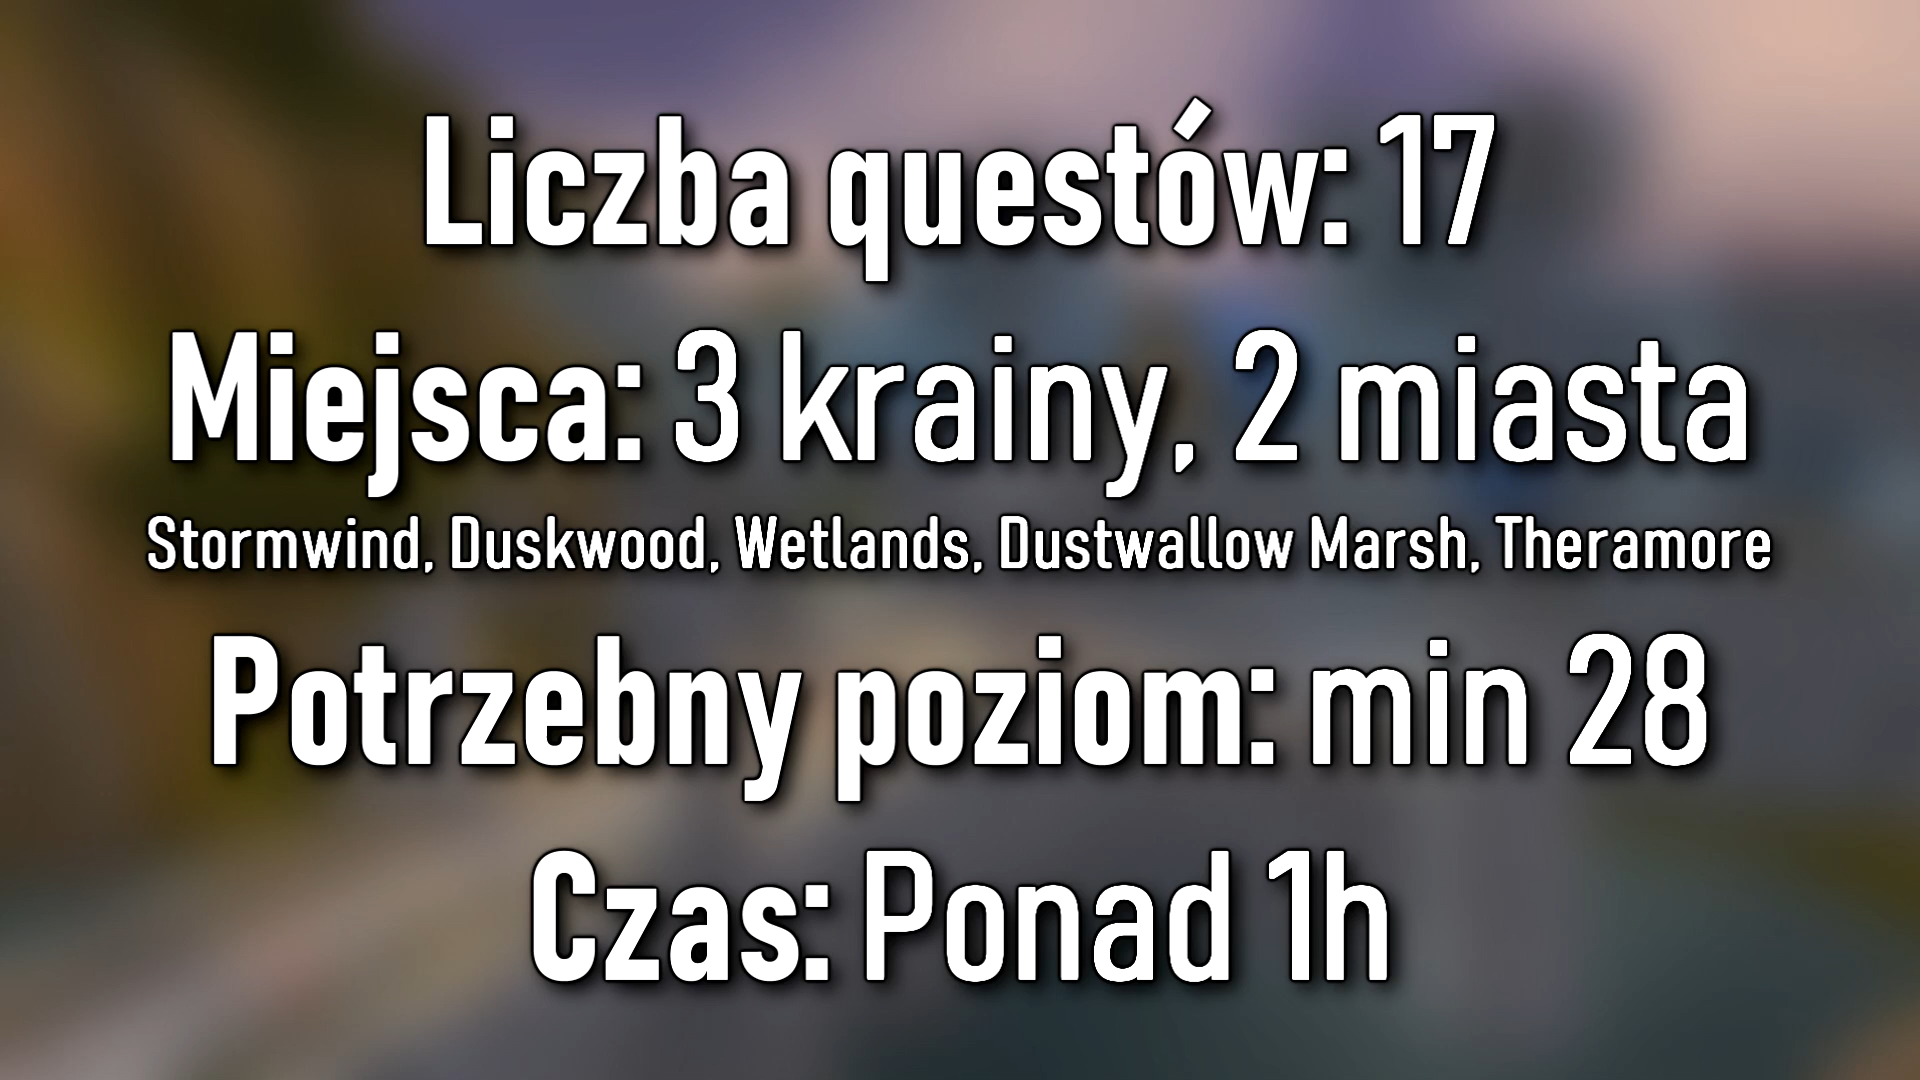 Liczba questów: 17
Miejsca: 3 krainy, 2 miasta
Stormwind, Duskwood, Wetlands, Dustwallow Marsh, Theramore
Potrzebny poziom: min 28
Czas: Ponad 1h